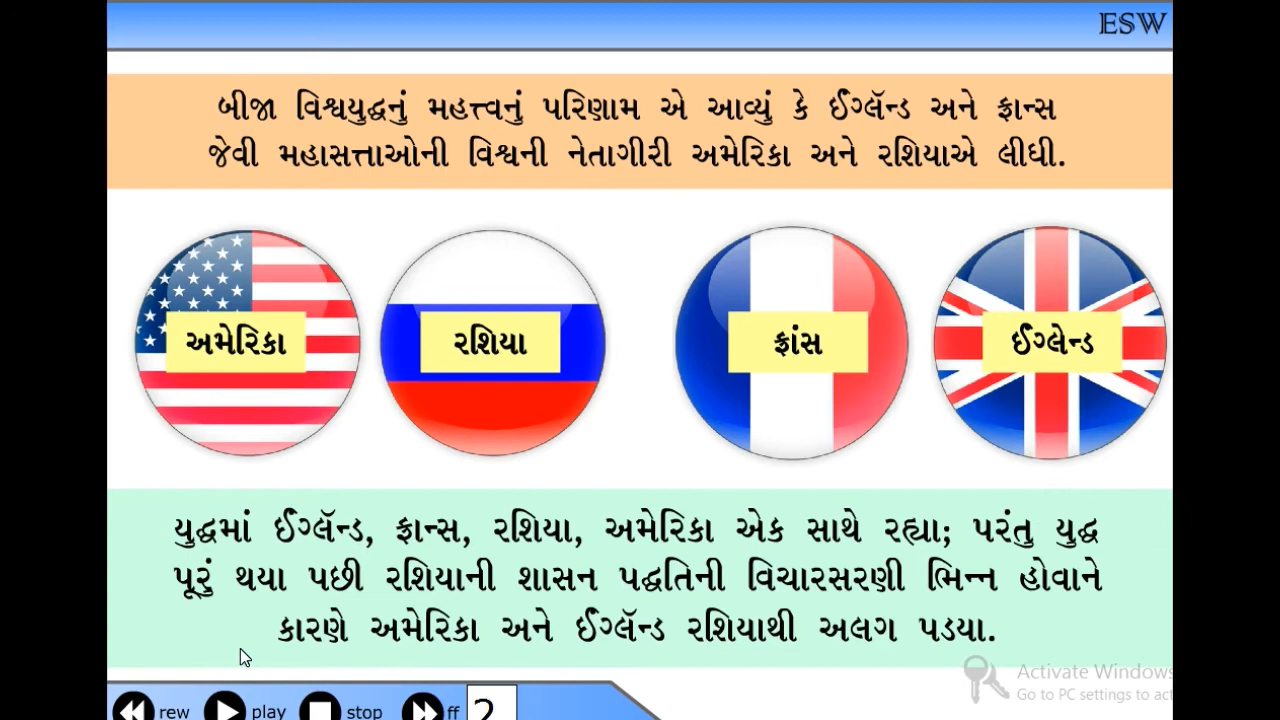 ESW
બીજા વિશ્વયુદ્ધનું મહત્ત્વનું પરિણામ એ આવ્યું કે ઈંગ્લૅન્ડ અને ફ્રાન્સ
જેવી મહાસત્તાઓની વિશ્વની નેતાગીરી અમેરિકા અને રશિયાએ લીધી.
અમેરિકા
રશિયા
ફ્રાંસ
ઈંગ્લેન્ડ
યુદ્ધમાં ઈંગ્લૅન્ડ, ફ્રાન્સ, રશિયા, અમેરિકા એક સાથે રહ્યા; પરંતુ યુદ્ધ
પૂરું થયા પછી રશિયાની શાસન પદ્ધતિની વિચારસરણી ભિન્ન હોવાને
કારણે અમેરિકા અને ઈંગ્લૅન્ડ રશિયાથી અલગ પડયા.
Activate Windows
Go to PC settings to act
rew play stop ff 2